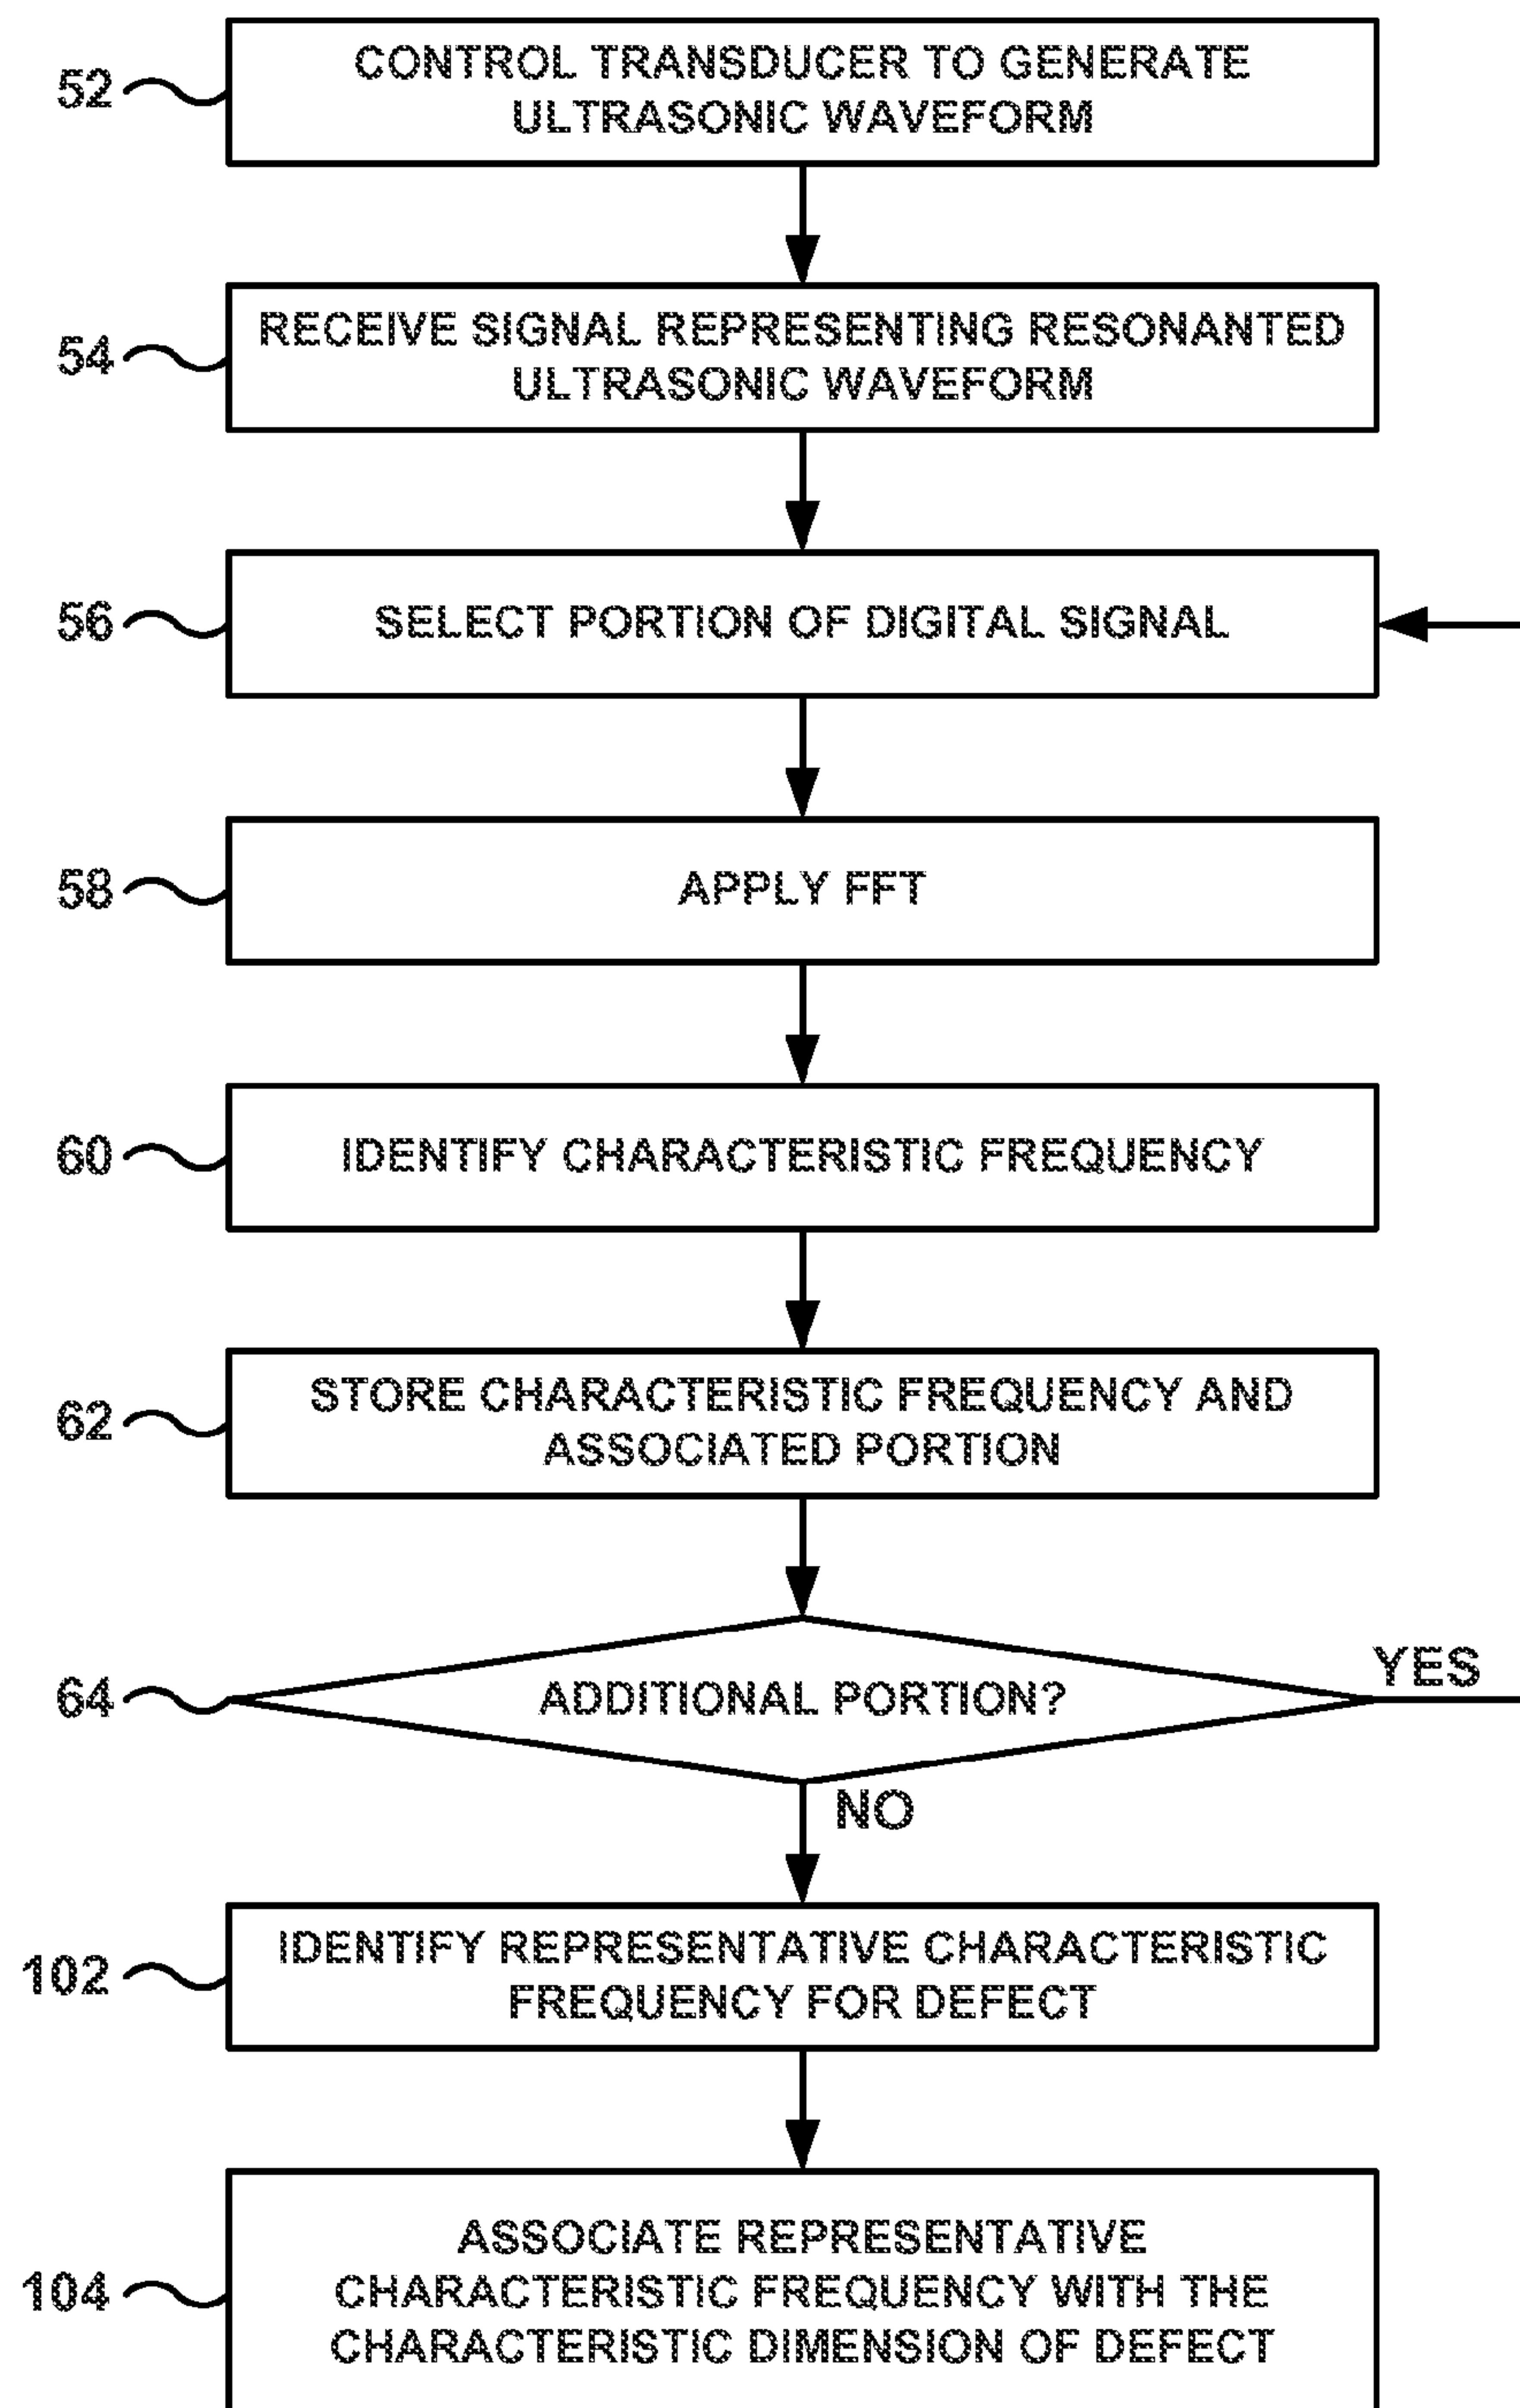 52
CONTROL TRANSDUCER TO GENERATE
ULTRASONIC WAVEFORM
54
RECEIVE SIGNAL REPRESENTING RESONANTED
ULTRASONIC WAVEFORM
56
SELECT PORTION OF DIGITAL SIGNAL
58
APPLY FFT
60
IDENTIFY CHARACTERISTIC FREQUENCY
62
STORE CHARACTERISTIC FREQUENCY AND
ASSOCIATED PORTION
64
ADDITIONAL PORTION?
YES
NO
102
IDENTIFY REPRESENTATIVE CHARACTERISTIC
FREQUENCY FOR DEFECT
104
ASSOCIATE REPRESENTATIVE
CHARACTERISTIC FREQUENCY WITH THE
CHARACTERISTIC DIMENSION OF DEFECT